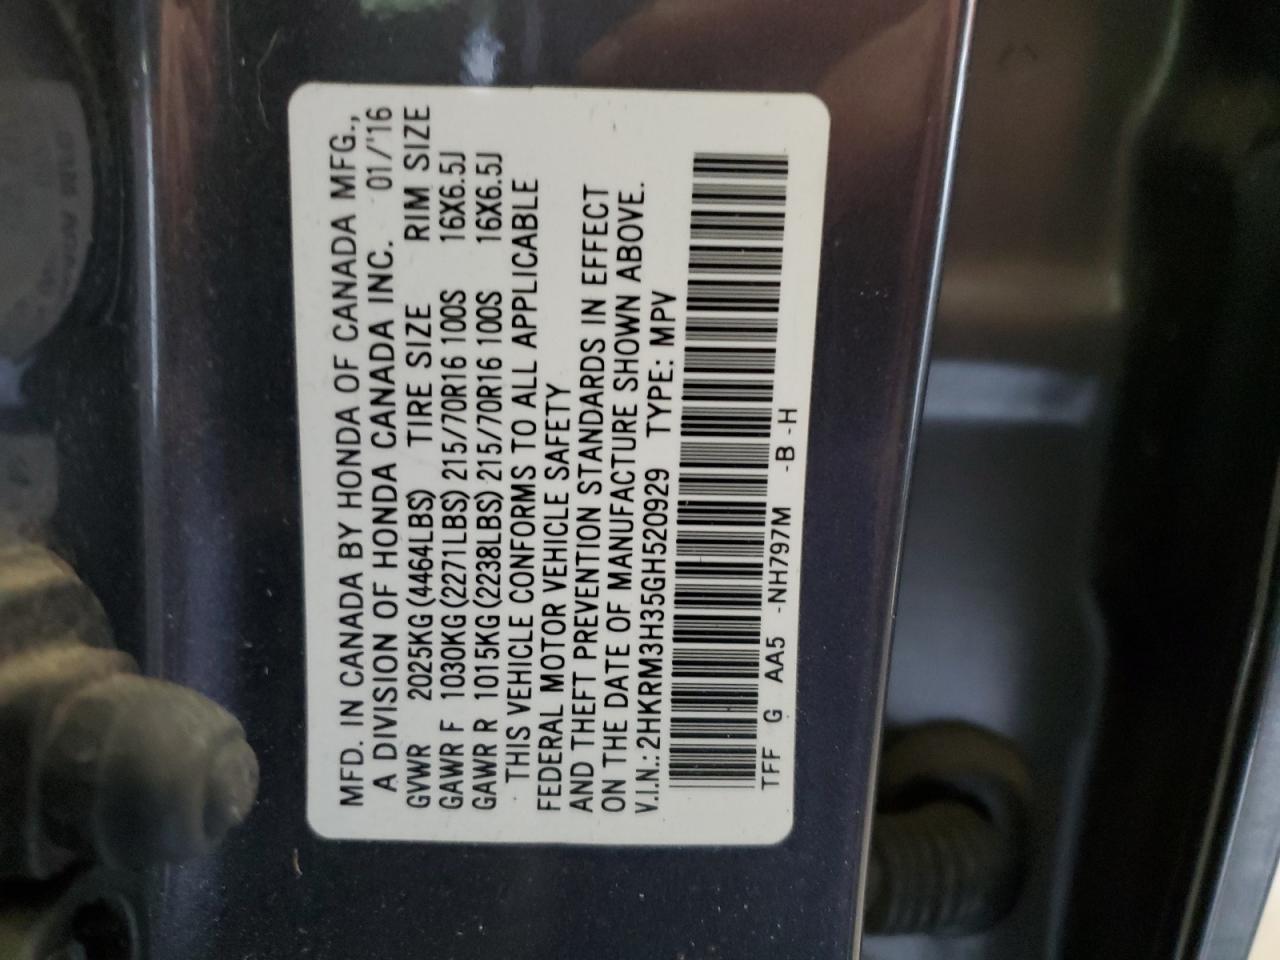 MFD. IN CANADA BY HONDA OF CANADA MFG.,
A DIVISION OF HONDA CANADA INC. 01/'16
GVWR 2025KG(4464LBS) TIRE SIZE RIM SIZE
GAWR F 1030KG(2271LBS) 215/70R16 100S 16X6.5J
GAWR R 1015KG(2238LBS) 215/70R16 100S 16X6.5J
THIS VEHICLE CONFORMS TO ALL APPLICABLE
FEDERAL MOTOR VEHICLE SAFETY
AND THEFT PREVENTION STANDARDS IN EFFECT
ON THE DATE OF MANUFACTURE SHOWN ABOVE.
V.I.N.: 2HKRM3H35GH520929 TYPE: MPV
TFF G AA5 -NH797M -B -H